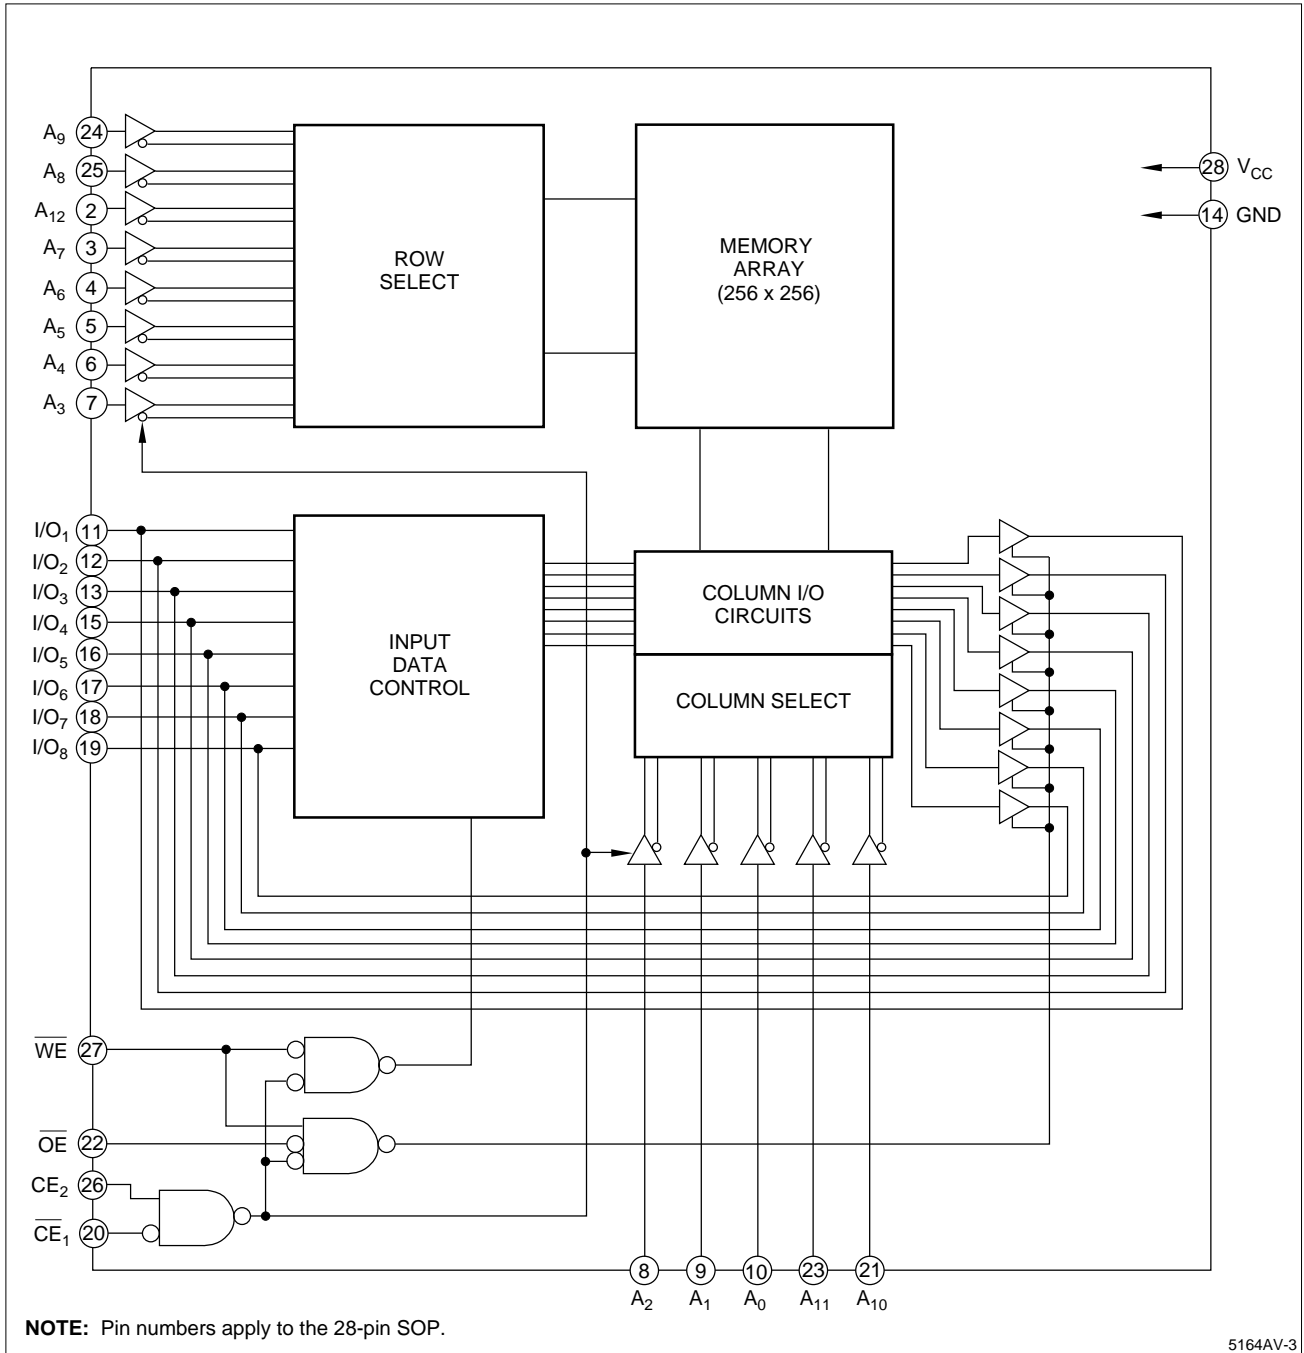 A9 24
A8 25
A12 2
A7 3
A6 4
A5 5
A4 6
A3 7
ROW
SELECT
MEMORY
ARRAY
(256 x 256)
28 VCC
14 GND
I/O1 11
I/O2 12
I/O3 13
I/O4 15
I/O5 16
I/O6 17
I/O7 18
I/O8 19
INPUT
DATA
CONTROL
COLUMN I/O
CIRCUITS
COLUMN SELECT
W̅E̅ 27
O̅E̅ 22
CE2 26
C̅E̅1 20
8 9 10 23 21
A2 A1 A0 A11 A10
NOTE: Pin numbers apply to the 28-pin SOP.
5164AV-3